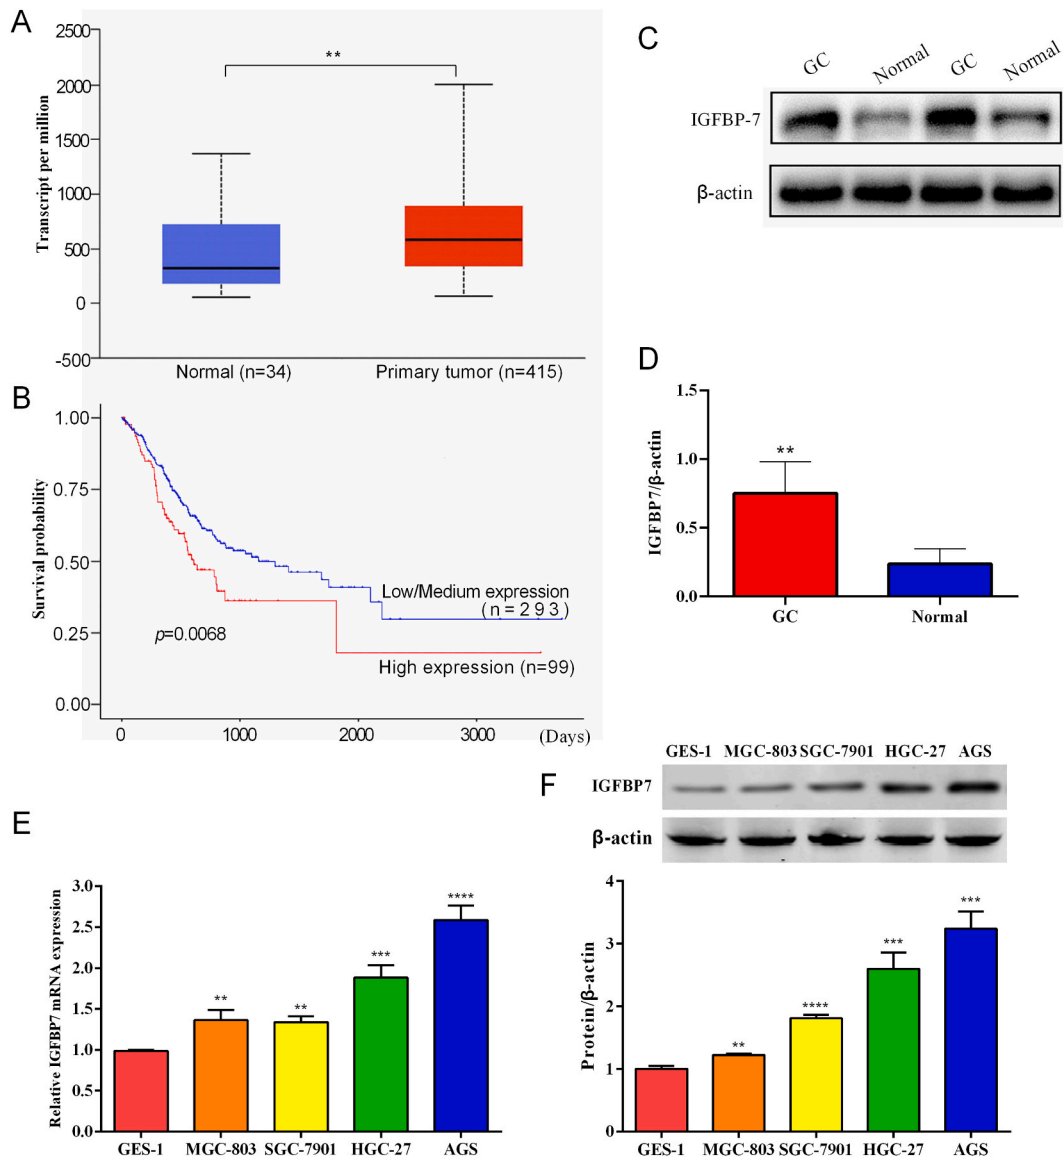 A
2500
2000
1500
1000
500
0
-500
Transcript per million
**
Normal (n=34)
Primary tumor (n=415)
B
1.00
0.75
0.50
0.25
0.00
Survival probability
Low/Medium expression
(n=293)
p=0.0068
High expression (n=99)
0
1000
2000
3000
(Days)
C
GC
Normal
GC
Normal
IGFBP-7
β-actin
D
1.5
1.0
0.5
0.0
IGFBP7/β-actin
**
GC
Normal
E
3.0
2.5
2.0
1.5
1.0
0.5
0.0
Relative IGFBP7 mRNA expression
**
**
***
****
GES-1
MGC-803
SGC-7901
HGC-27
AGS
F
GES-1
MGC-803
SGC-7901
HGC-27
AGS
IGFBP7
β-actin
4
3
2
1
0
Protein/β-actin
**
****
***
***
GES-1
MGC-803
SGC-7901
HGC-27
AGS